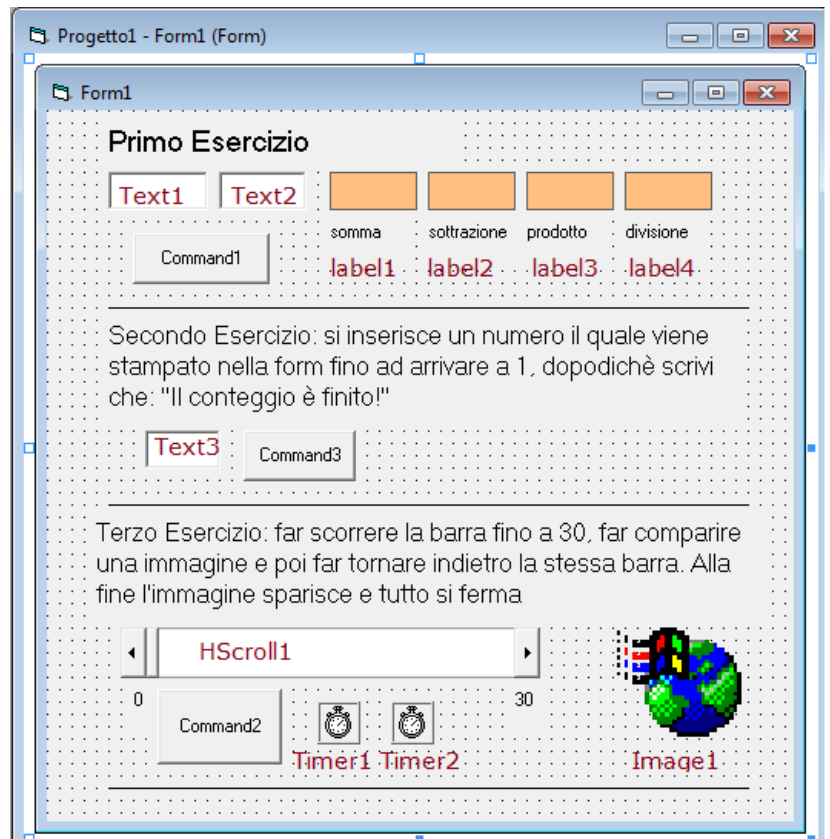 Progetto1 - Form1 (Form)
Form1
Primo Esercizio
Text1 Text2
somma sottrazione prodotto divisione
Command1
label1 label2 label3 label4
Secondo Esercizio: si inserisce un numero il quale viene
stampato nella form fino ad arrivare a 1, dopodichè scrivi
che: "Il conteggio è finito!"
Text3
Command3
Terzo Esercizio: far scorrere la barra fino a 30, far comparire
una immagine e poi far tornare indietro la stessa barra. Alla
fine l'immagine sparisce e tutto si ferma
HScroll1
0 30
Command2
Timer1 Timer2 Image1